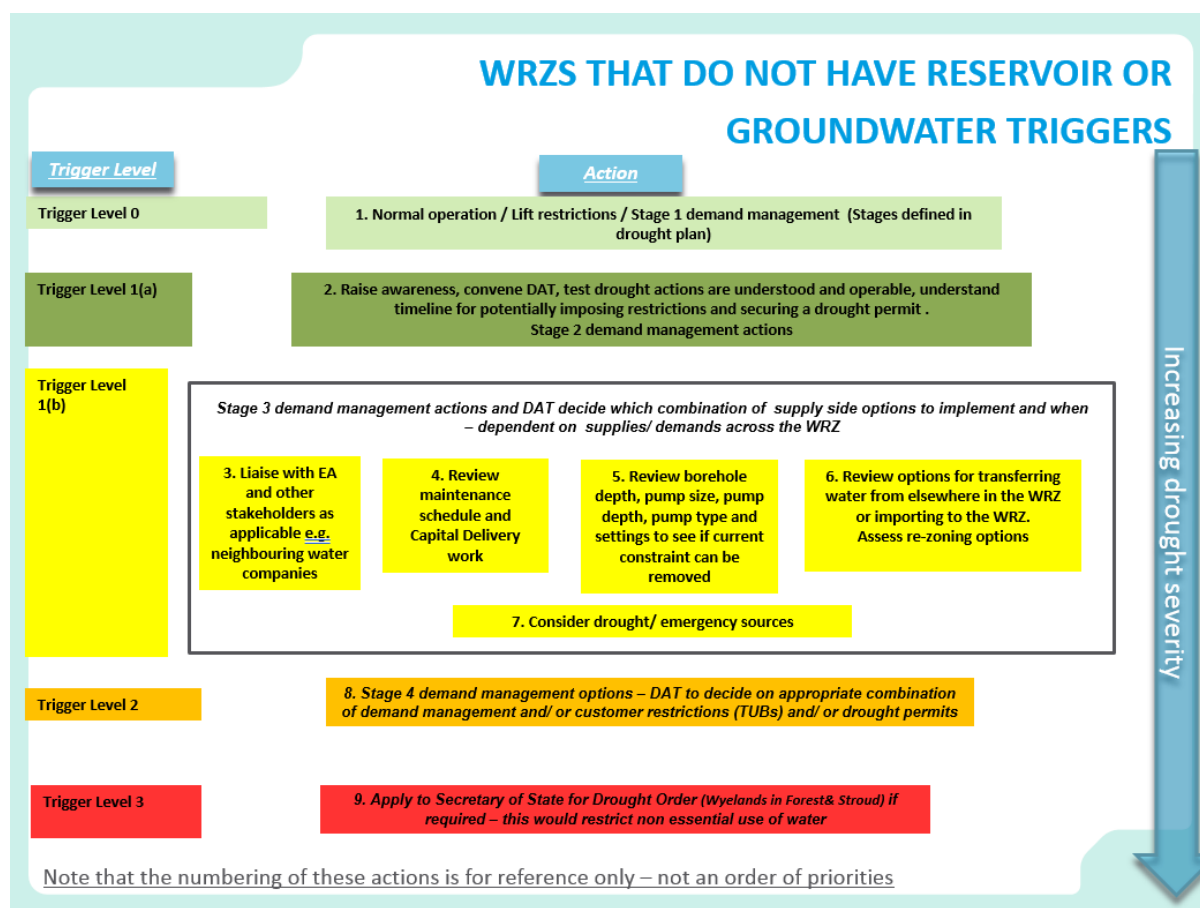 WRZS THAT DO NOT HAVE RESERVOIR OR
GROUNDWATER TRIGGERS
Trigger Level
Action
Trigger Level 0
1. Normal operation / Lift restrictions / Stage 1 demand management (Stages defined in
drought plan)
Trigger Level 1(a)
2. Raise awareness, convene DAT, test drought actions are understood and operable, understand
timeline for potentially imposing restrictions and securing a drought permit .
Stage 2 demand management actions
Trigger Level
1(b)
Stage 3 demand management actions and DAT decide which combination of supply side options to implement and when
– dependent on supplies/ demands across the WRZ
3. Liaise with EA
and other
stakeholders as
applicable e.g.
neighbouring water
companies
4. Review
maintenance
schedule and
Capital Delivery
work
5. Review borehole
depth, pump size, pump
depth, pump type and
settings to see if current
constraint can be
removed
6. Review options for transferring
water from elsewhere in the WRZ
or importing to the WRZ.
Assess re-zoning options
7. Consider drought/ emergency sources
Trigger Level 2
8. Stage 4 demand management options – DAT to decide on appropriate combination
of demand management and/ or customer restrictions (TUBs) and/ or drought permits
Trigger Level 3
9. Apply to Secretary of State for Drought Order (Wyelands in Forest& Stroud) if
required – this would restrict non essential use of water
Increasing drought severity
Note that the numbering of these actions is for reference only – not an order of priorities